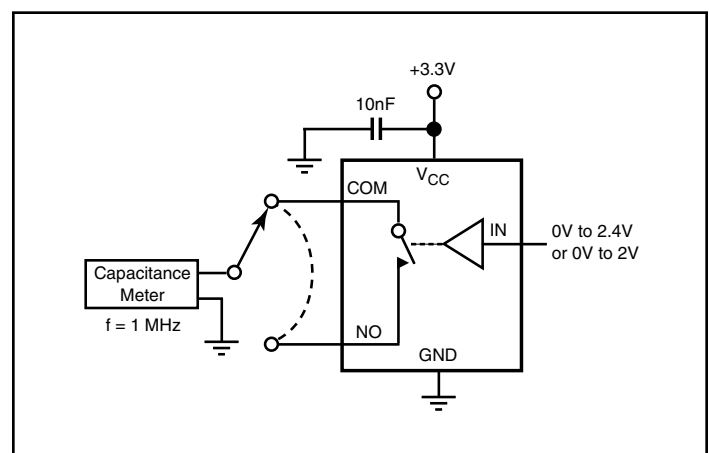 +3.3V
10nF
VCC
COM
IN
0V to 2.4V
or 0V to 2V
Capacitance
Meter
f = 1 MHz
NO
GND